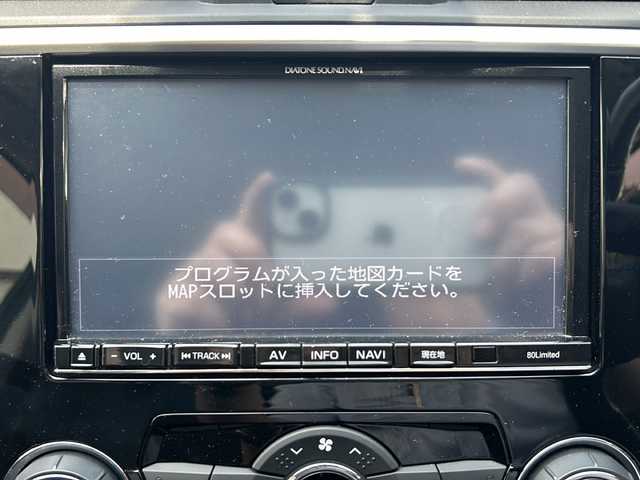 DIATONE SOUND.NAVI
プログラムが入った地図カードを
MAPスロットに挿入してください。
− VOL +
TRACK
AV
INFO
NAVI
現在地
80Limited